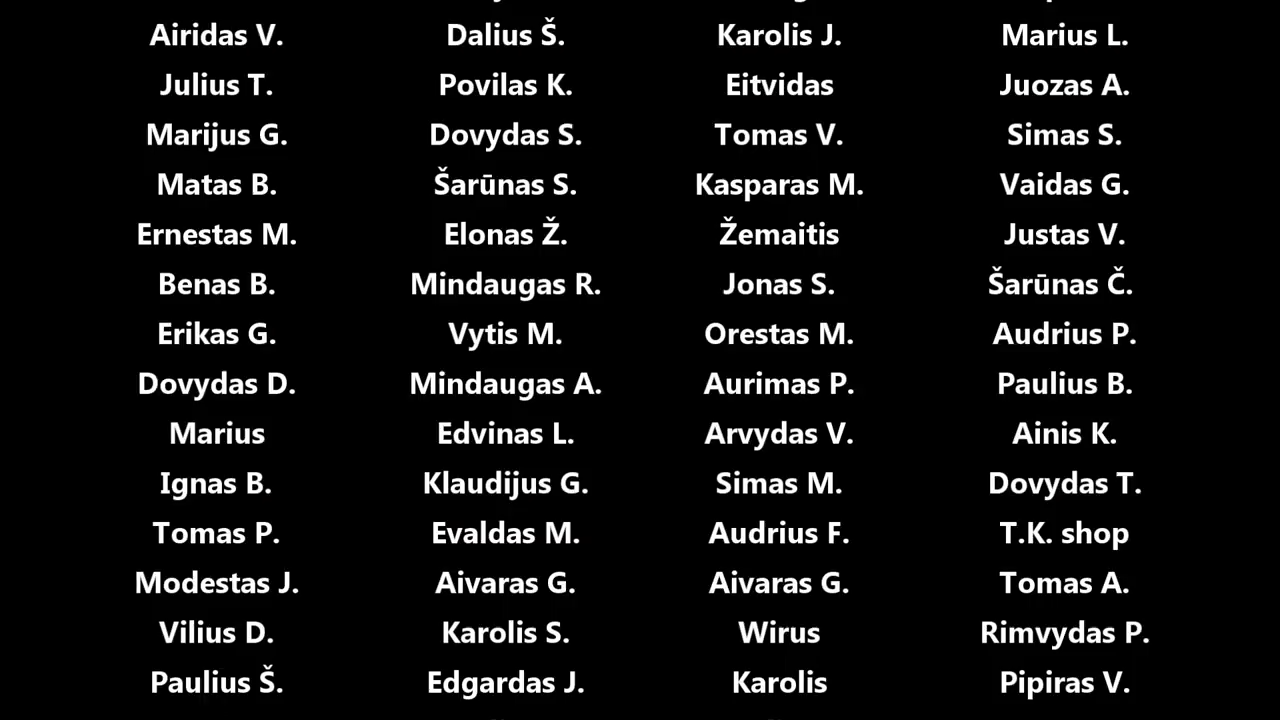 Airidas V. Dalius Š. Karolis J. Marius L.
Julius T. Povilas K. Eitvidas Juozas A.
Marijus G. Dovydas S. Tomas V. Simas S.
Matas B. Šarūnas S. Kasparas M. Vaidas G.
Ernestas M. Elonas Ž. Žemaitis Justas V.
Benas B. Mindaugas R. Jonas S. Šarūnas Č.
Erikas G. Vytis M. Orestas M. Audrius P.
Dovydas D. Mindaugas A. Aurimas P. Paulius B.
Marius Edvinas L. Arvydas V. Ainis K.
Ignas B. Klaudijus G. Simas M. Dovydas T.
Tomas P. Evaldas M. Audrius F. T.K. shop
Modestas J. Aivaras G. Aivaras G. Tomas A.
Vilius D. Karolis S. Wirus Rimvydas P.
Paulius Š. Edgardas J. Karolis Pipiras V.